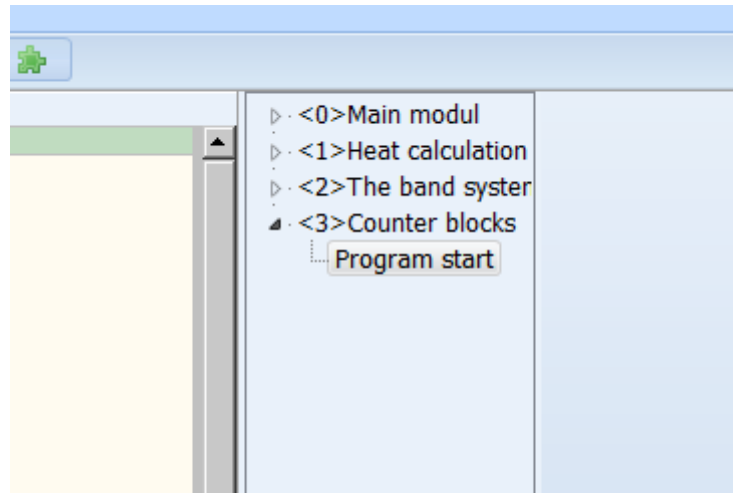 <0>Main modul
<1>Heat calculation
<2>The band syster
<3>Counter blocks
Program start